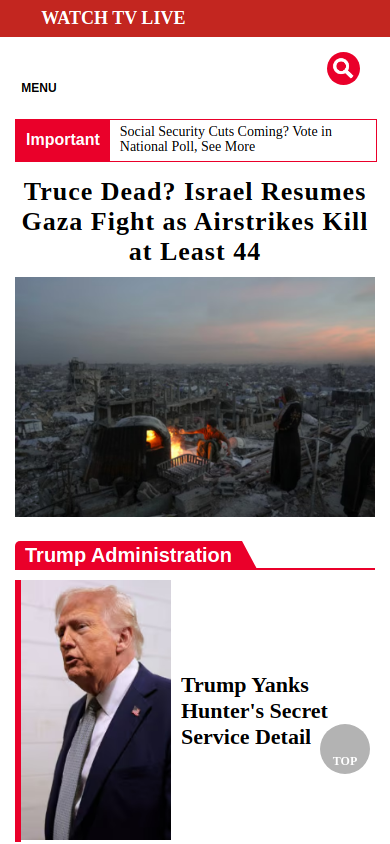 WATCH TV LIVE
MENU
Important
Social Security Cuts Coming? Vote in
National Poll, See More
Truce Dead? Israel Resumes
Gaza Fight as Airstrikes Kill
at Least 44
Trump Administration
Trump Yanks
Hunter's Secret
Service Detail
TOP